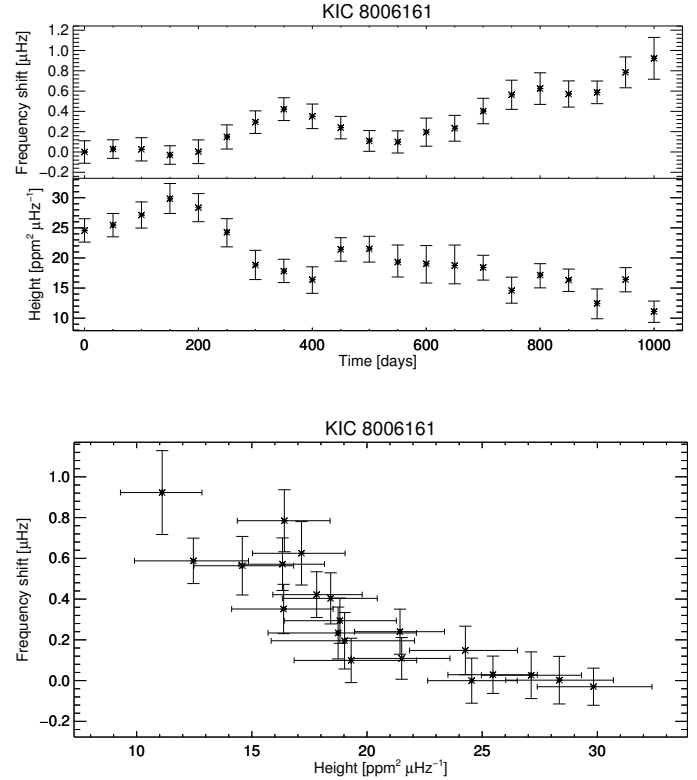 KIC 8006161
Frequency shift [µHz]
1.2
1.0
0.8
0.6
0.4
0.2
0.0
−0.2
Height [ppm² µHz⁻¹]
30
25
20
15
10
0 200 400 600 800 1000
Time [days]
KIC 8006161
Frequency shift [µHz]
1.0
0.8
0.6
0.4
0.2
0.0
−0.2
10 15 20 25 30
Height [ppm² µHz⁻¹]